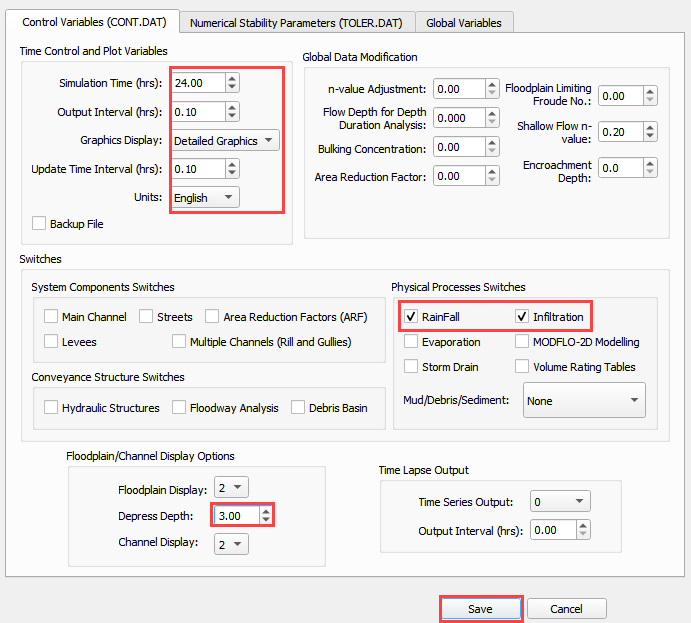 Control Variables (CONT.DAT) Numerical Stability Parameters (TOLER.DAT) Global Variables
Time Control and Plot Variables
Simulation Time (hrs): 24.00
Output Interval (hrs): 0.10
Graphics Display: Detailed Graphics
Update Time Interval (hrs): 0.10
Units: English
Backup File
Global Data Modification
n-value Adjustment: 0.00
Flow Depth for Depth
Duration Analysis: 0.000
Bulking Concentration: 0.00
Area Reduction Factor: 0.00
Floodplain Limiting
Froude No.: 0.00
Shallow Flow n-
value: 0.20
Encroachment
Depth: 0.0
Switches
System Components Switches
Main Channel Streets Area Reduction Factors (ARF)
Levees Multiple Channels (Rill and Gullies)
Conveyance Structure Switches
Hydraulic Structures Floodway Analysis Debris Basin
Physical Processes Switches
RainFall Infiltration
Evaporation MODFLO-2D Modelling
Storm Drain Volume Rating Tables
Mud/Debris/Sediment: None
Floodplain/Channel Display Options
Floodplain Display: 2
Depress Depth: 3.00
Channel Display: 2
Time Lapse Output
Time Series Output: 0
Output Interval (hrs): 0.00
Save Cancel